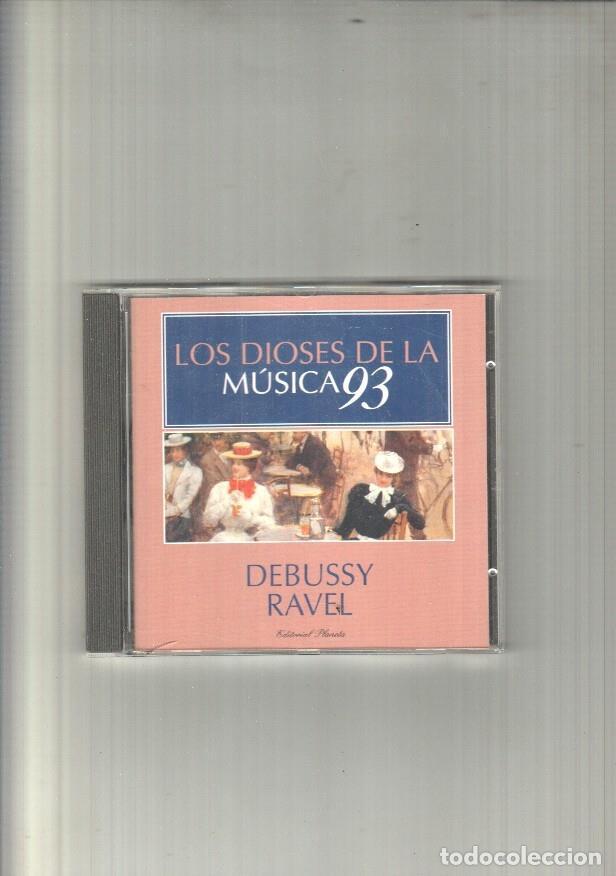 LOS DIOSES DE LA
MÚSICA 93
DEBUSSY
RAVEL
Editorial Planeta
todocoleccion